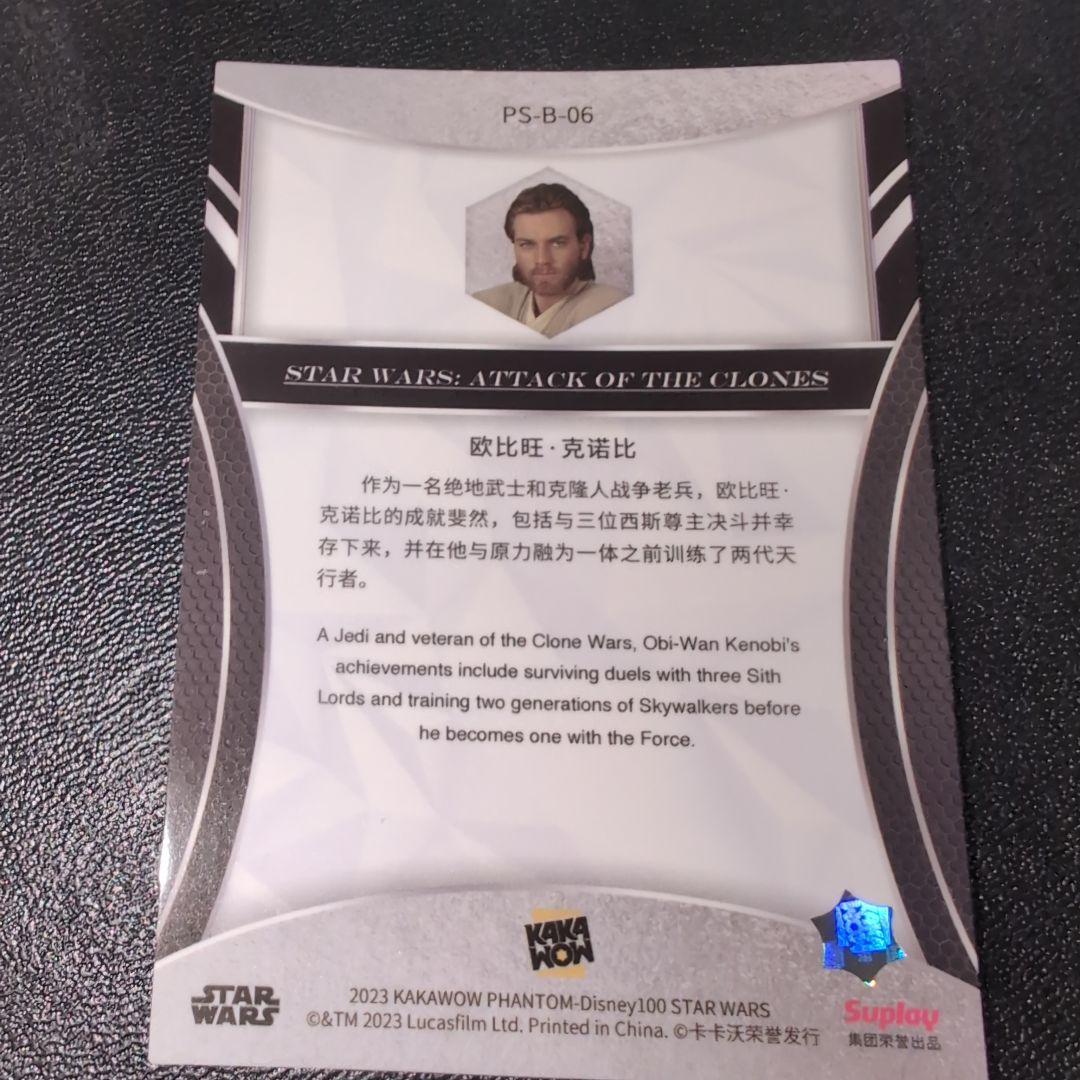 PS-B-06
STAR WARS: ATTACK OF THE CLONES
欧比旺·克诺比
作为一名绝地武士和克隆人战争老兵，欧比旺·
克诺比的成就斐然，包括与三位西斯尊主决斗并幸
存下来，并在他与原力融为一体之前训练了两代天
行者。
A Jedi and veteran of the Clone Wars, Obi-Wan Kenobi's
achievements include surviving duels with three Sith
Lords and training two generations of Skywalkers before
he becomes one with the Force.
KAKA
WOW
STAR
WARS
2023 KAKAWOW PHANTOM-Disney100 STAR WARS
©&TM 2023 Lucasfilm Ltd. Printed in China. ©卡卡沃荣誉发行
Suplay
集团荣誉出品